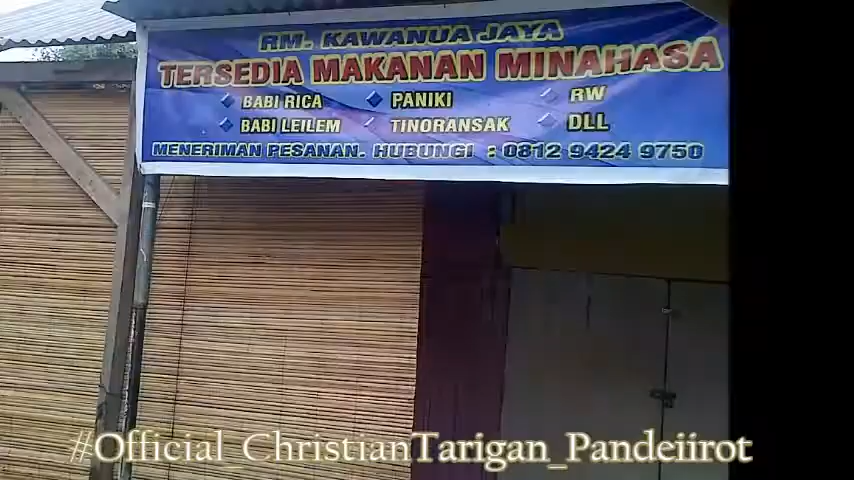 RM. KAWANUA JAYA
TERSEDIA MAKANAN MINAHASA
BABI RICA PANIKI RW
BABI LEILEM TINORANSAK DLL
MENERIMAN PESANAN. HUBUNGI : 0812 9424 9750
#Official_ChristianTarigan_Pandeiirot